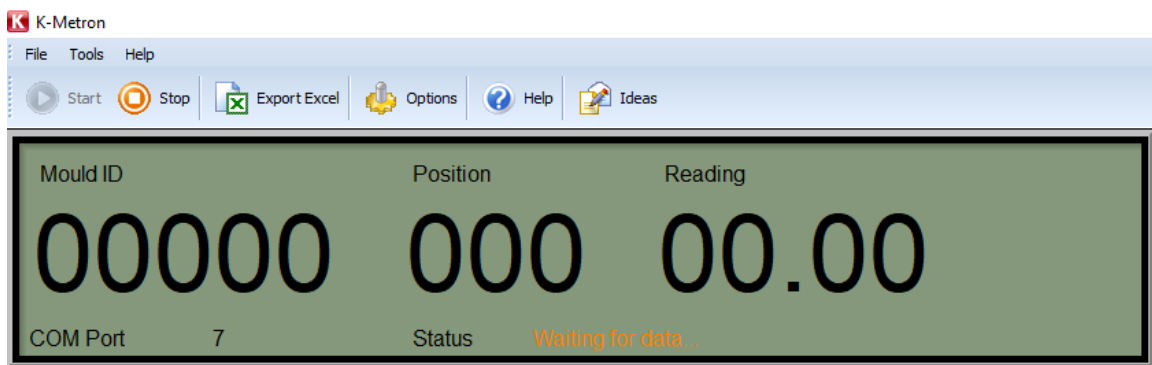 K K-Metron
File Tools Help
Start Stop Export Excel Options Help Ideas
Mould ID Position Reading
00000 000 00.00
COM Port 7 Status Waiting for data...